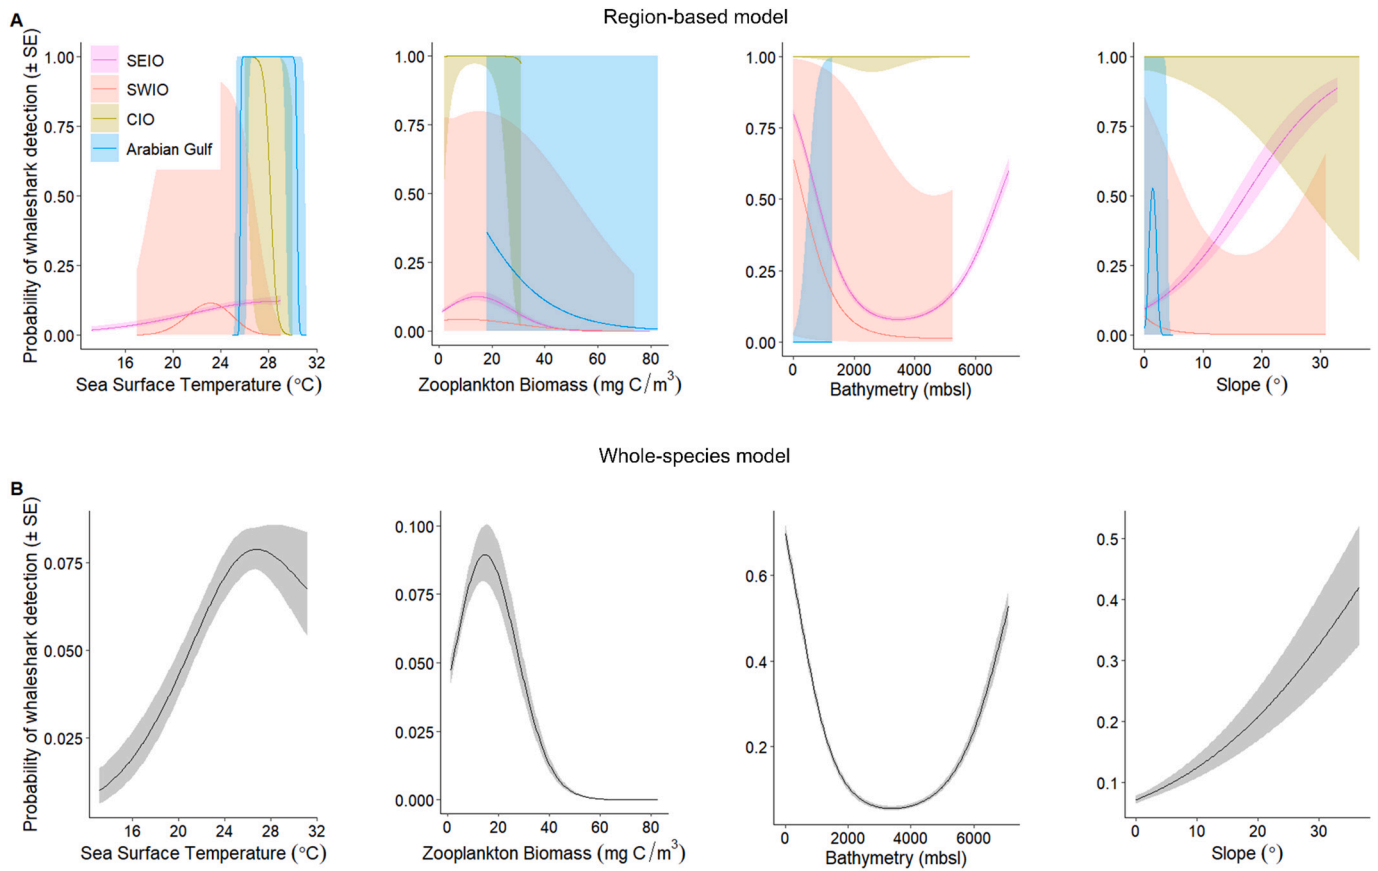 Region-based model
A
Probability of whaleshark detection (± SE)
1.00
0.75
0.50
0.25
0.00
SEIO
SWIO
CIO
Arabian Gulf
16 20 24 28 32
Sea Surface Temperature (°C)
1.00
0.75
0.50
0.25
0.00
0 20 40 60 80
Zooplankton Biomass (mg C/m³)
1.00
0.75
0.50
0.25
0.00
0 2000 4000 6000
Bathymetry (mbsl)
1.00
0.75
0.50
0.25
0.00
0 10 20 30
Slope (°)
Whole-species model
B
Probability of whaleshark detection (± SE)
0.075
0.050
0.025
16 20 24 28 32
Sea Surface Temperature (°C)
0.100
0.075
0.050
0.025
0.000
0 20 40 60 80
Zooplankton Biomass (mg C/m³)
0.6
0.4
0.2
0 2000 4000 6000
Bathymetry (mbsl)
0.5
0.4
0.3
0.2
0.1
0 10 20 30
Slope (°)